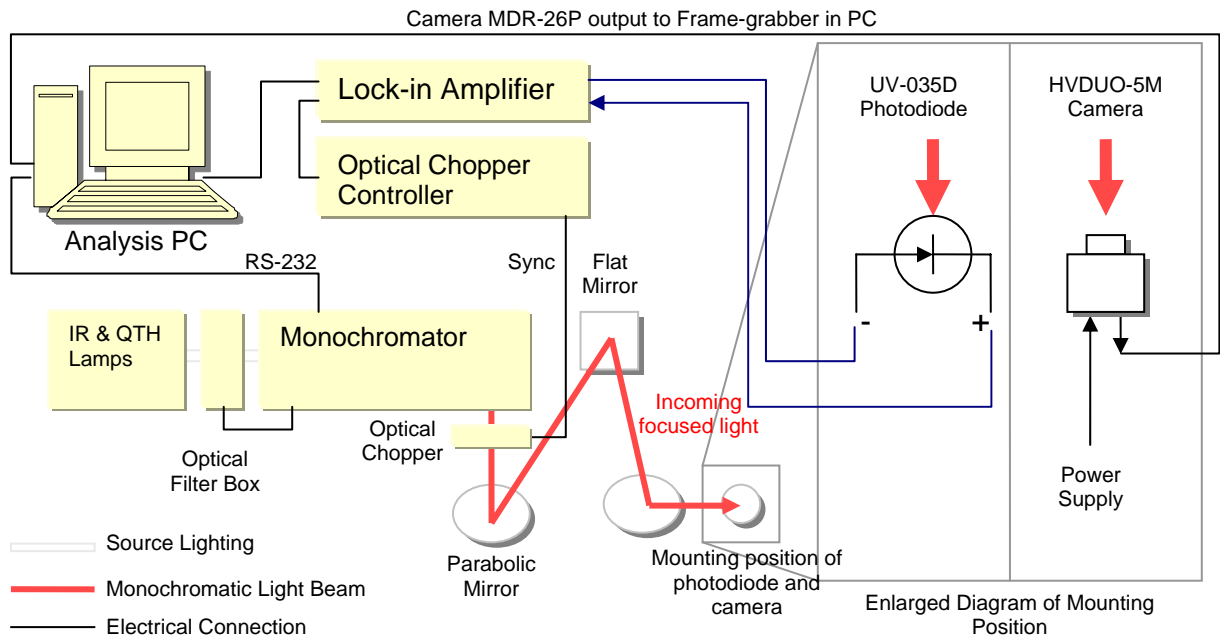 Camera MDR-26P output to Frame-grabber in PC
Lock-in Amplifier
Optical Chopper
Controller
Analysis PC
UV-035D
Photodiode
HVDUO-5M
Camera
RS-232
Sync
Flat
Mirror
IR & QTH
Lamps
Monochromator
- +
Incoming
focused light
Optical
Chopper
Optical
Filter Box
Power
Supply
Parabolic
Mirror
Mounting position of
photodiode and
camera
Source Lighting
Monochromatic Light Beam
Electrical Connection
Enlarged Diagram of Mounting
Position